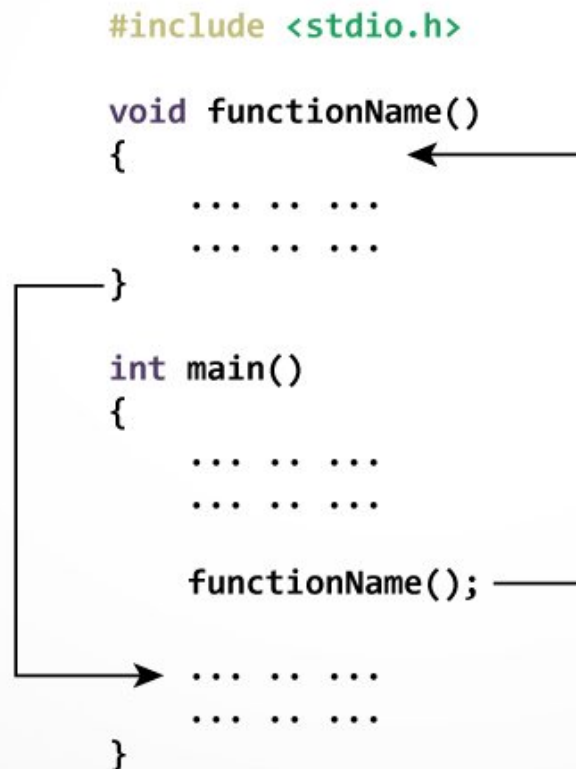 #include <stdio.h>
void functionName()
{
... .. ...
... .. ...
}
int main()
{
... .. ...
... .. ...
functionName();
... .. ...
... .. ...
}